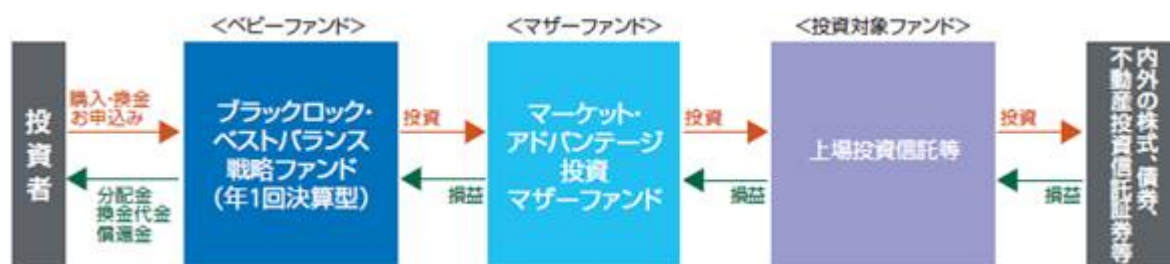 <ベビーファンド>
<マザーファンド>
<投資対象ファンド>
投資者
購入・換金
お申込み
分配金
換金代金
償還金
ブラックロック・
ベストバランス
戦略ファンド
(年1回決算型)
投資
損益
マーケット・
アドバンテージ
投資
マザーファンド
投資
損益
上場投資信託等
投資
損益
内外の株式、債券、
不動産投資信託証券等